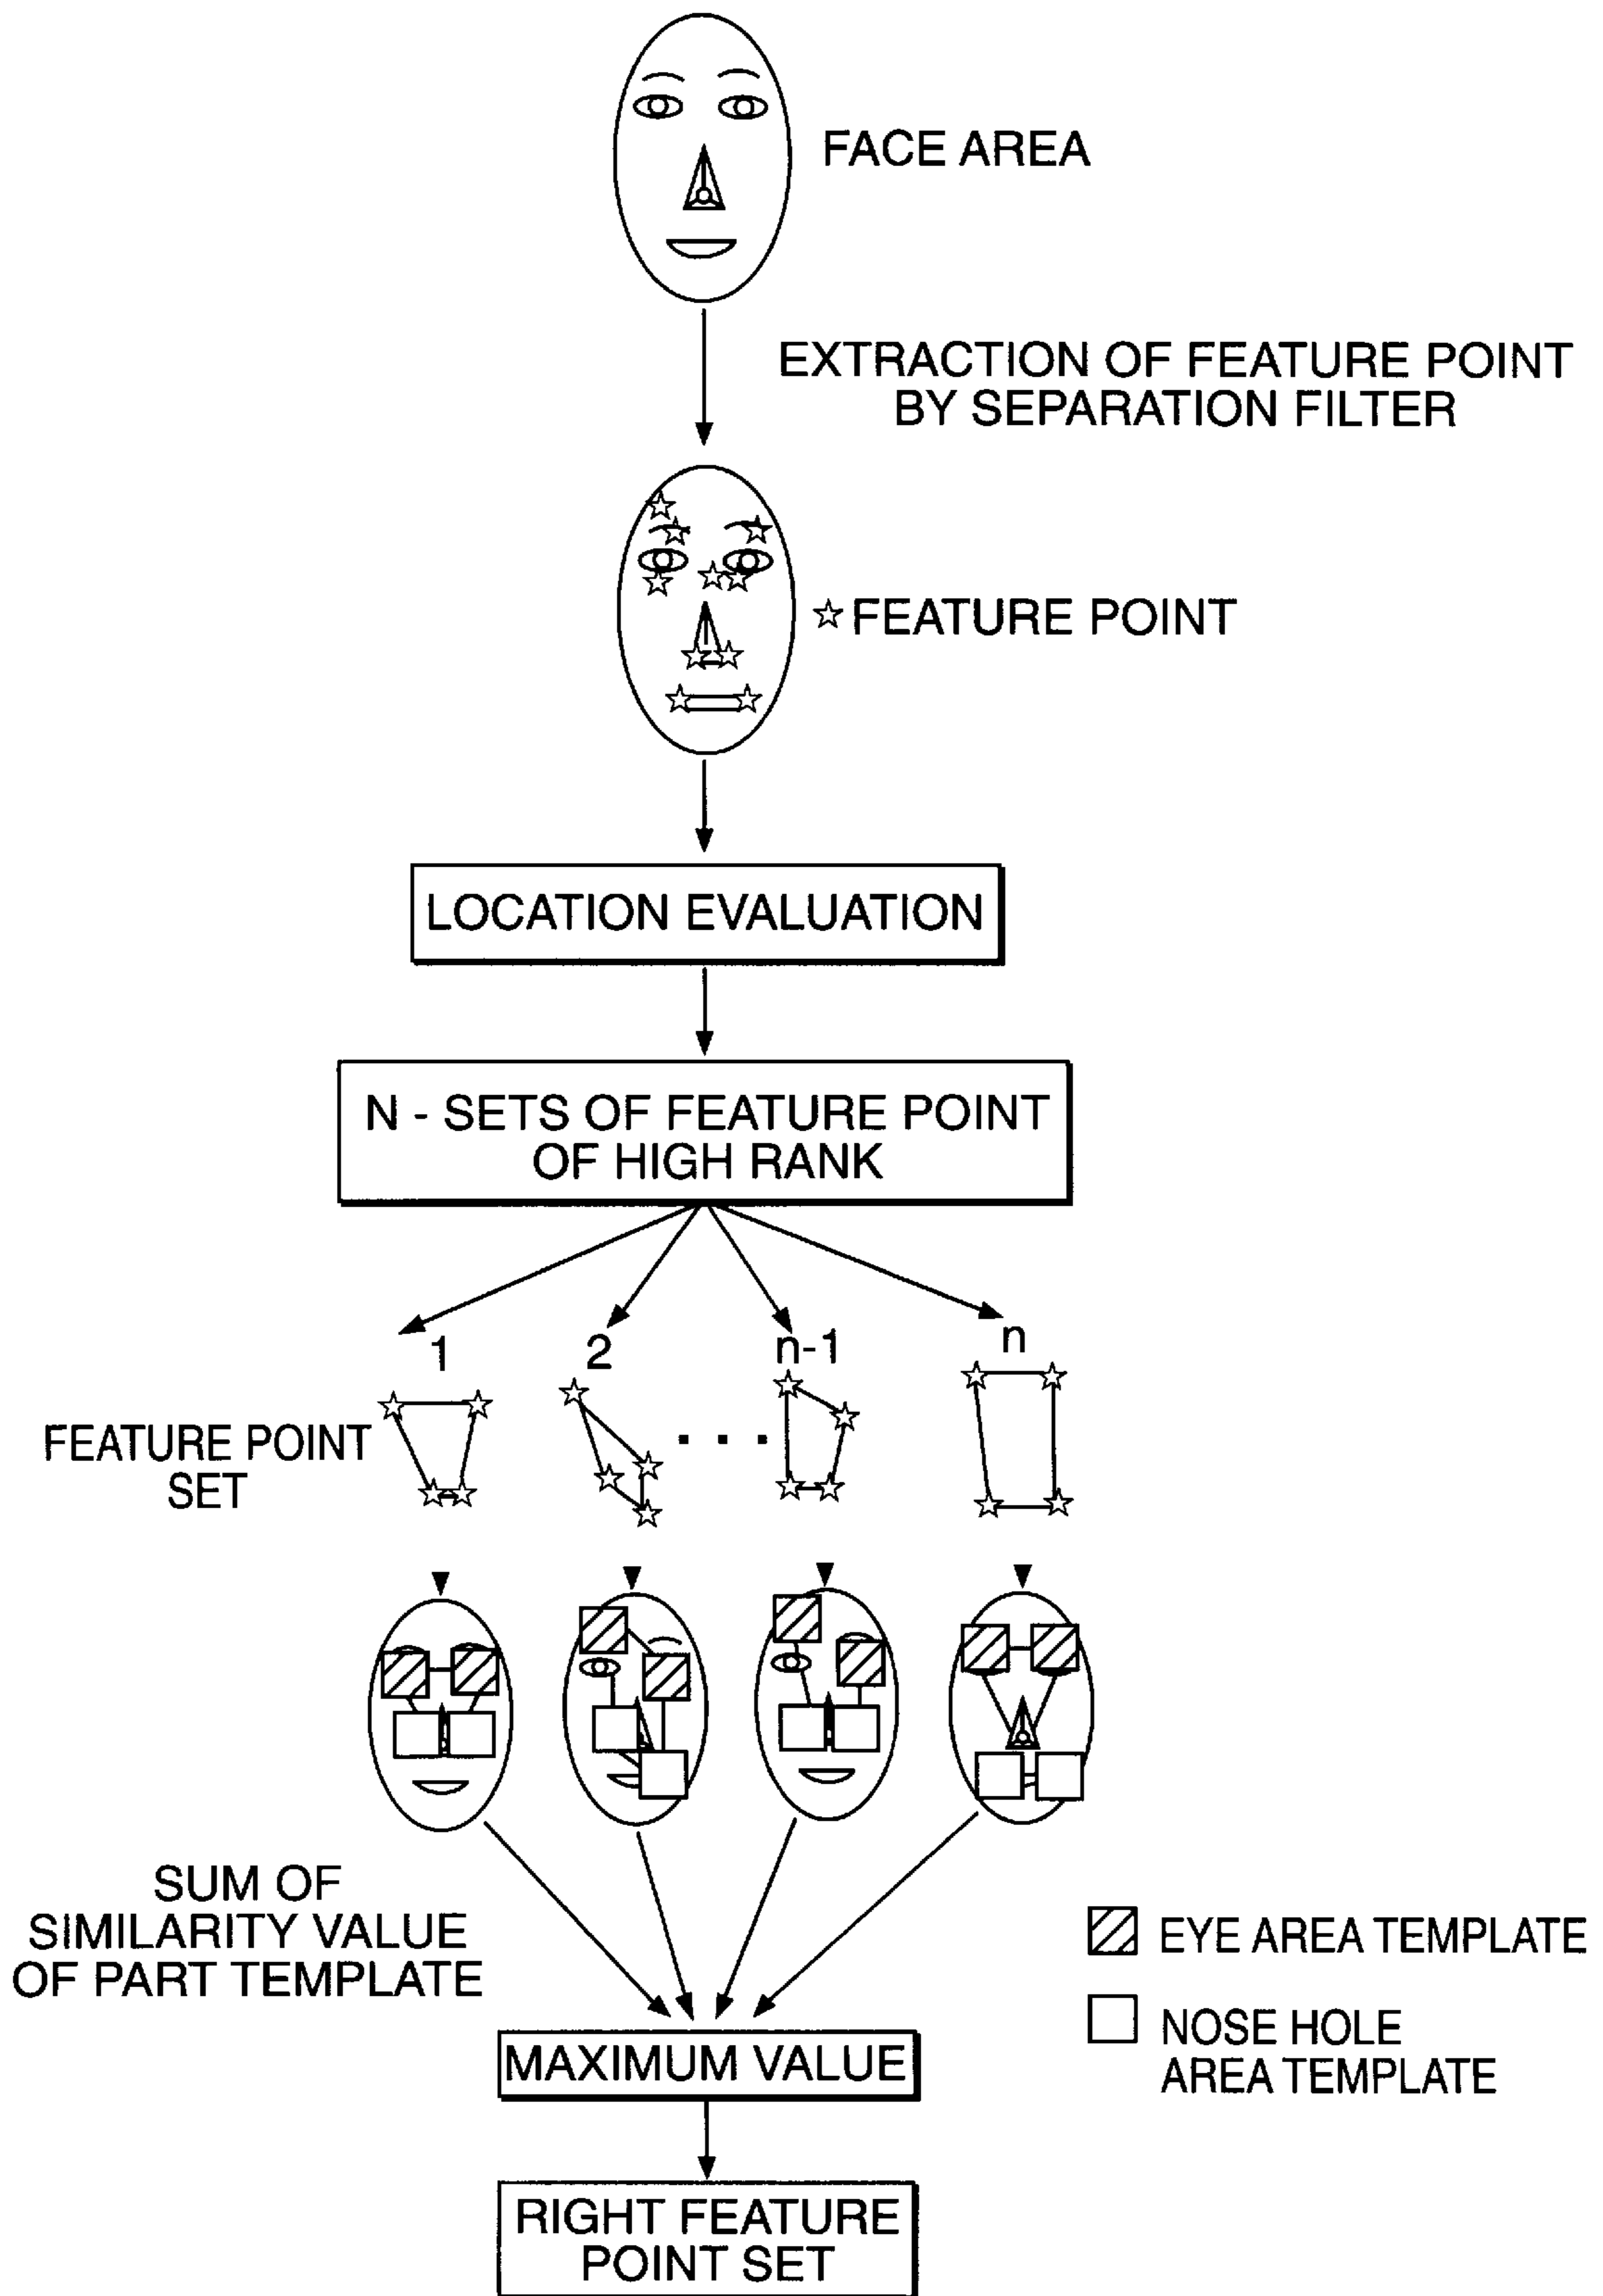 FACE AREA
EXTRACTION OF FEATURE POINT
BY SEPARATION FILTER
☆ FEATURE POINT
LOCATION EVALUATION
N - SETS OF FEATURE POINT
OF HIGH RANK
1 2 n-1 n
FEATURE POINT
SET
. . .
SUM OF
SIMILARITY VALUE
OF PART TEMPLATE
EYE AREA TEMPLATE
NOSE HOLE
AREA TEMPLATE
MAXIMUM VALUE
RIGHT FEATURE
POINT SET